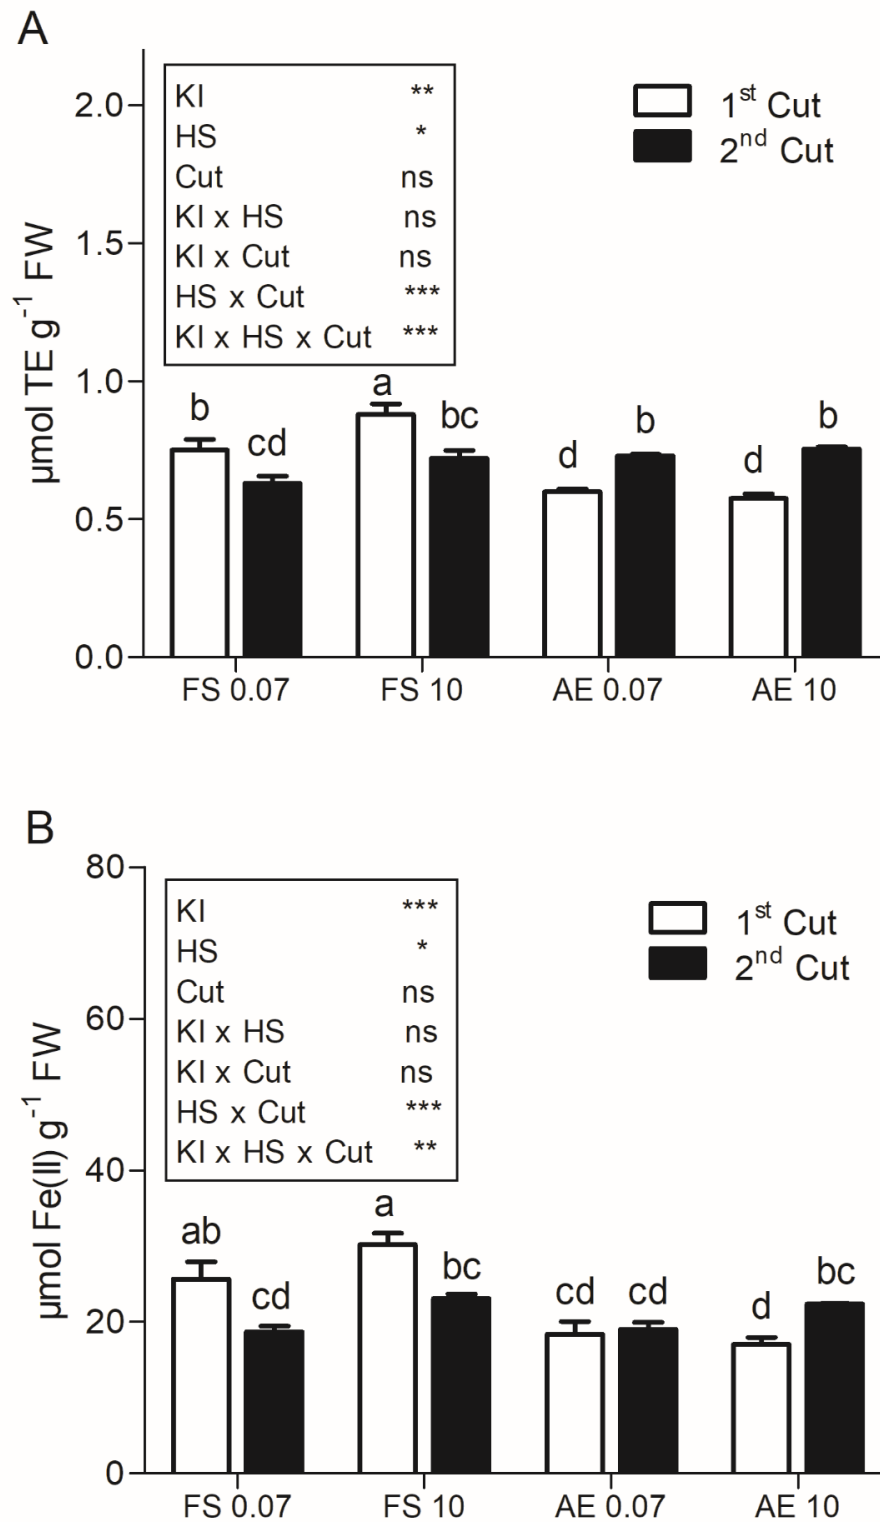 A
2.0
1.5
1.0
0.5
0.0
µmol TE g⁻¹ FW
KI **
HS *
Cut ns
KI x HS ns
KI x Cut ns
HS x Cut ***
KI x HS x Cut ***
1ˢᵗ Cut
2ⁿᵈ Cut
b cd a bc d b d b
FS 0.07 FS 10 AE 0.07 AE 10
B
80
60
40
20
0
µmol Fe(II) g⁻¹ FW
KI ***
HS *
Cut ns
KI x HS ns
KI x Cut ns
HS x Cut ***
KI x HS x Cut **
1ˢᵗ Cut
2ⁿᵈ Cut
ab cd a bc cd cd d bc
FS 0.07 FS 10 AE 0.07 AE 10